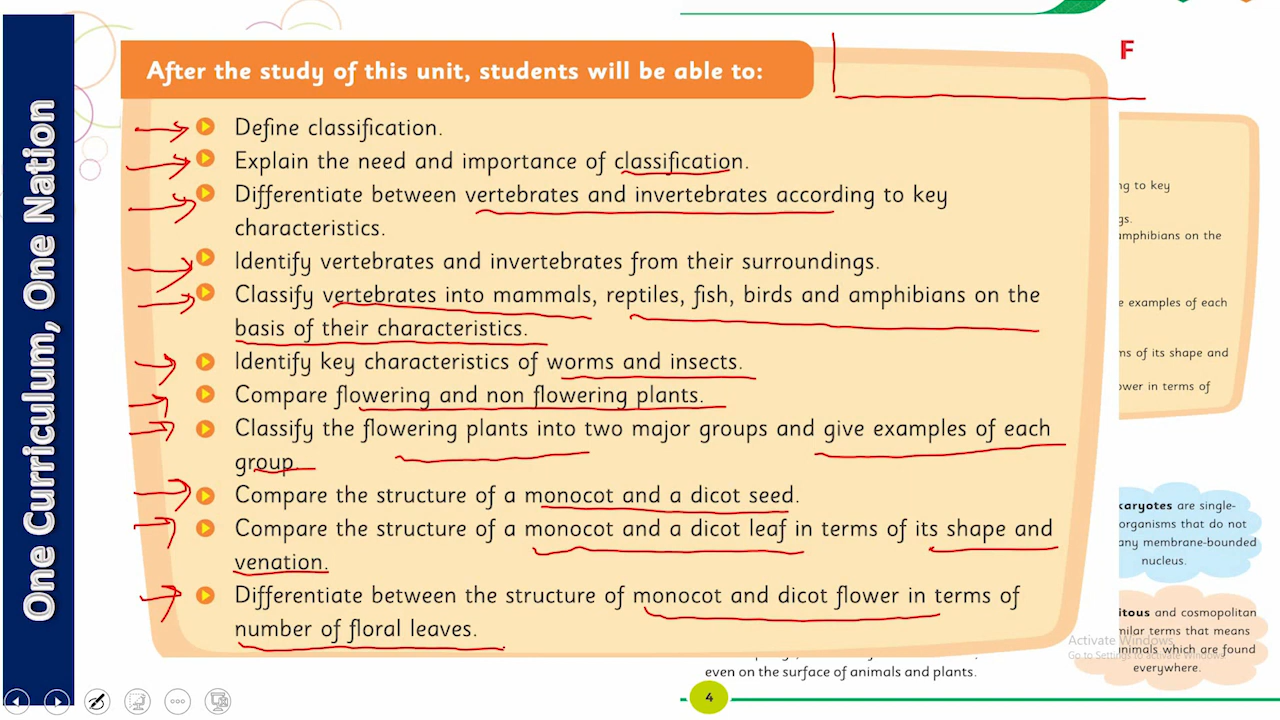 One Curriculum, One Nation
After the study of this unit, students will be able to:
Define classification.
Explain the need and importance of classification.
Differentiate between vertebrates and invertebrates according to key
characteristics.
Identify vertebrates and invertebrates from their surroundings.
Classify vertebrates into mammals, reptiles, fish, birds and amphibians on the
basis of their characteristics.
Identify key characteristics of worms and insects.
Compare flowering and non flowering plants.
Classify the flowering plants into two major groups and give examples of each
group.
Compare the structure of a monocot and a dicot seed.
Compare the structure of a monocot and a dicot leaf in terms of its shape and
venation.
Differentiate between the structure of monocot and dicot flower in terms of
number of floral leaves.
F
ng to key
gs.
amphibians on the
e examples of each
ms of its shape and
ower in terms of
karyotes are single-
organisms that do not
any membrane-bounded
nucleus.
itous and cosmopolitan
milar terms that means
animals which are found
everywhere.
Activate Windows
Go to Settings to activate Windows.
even on the surface of animals and plants.
4